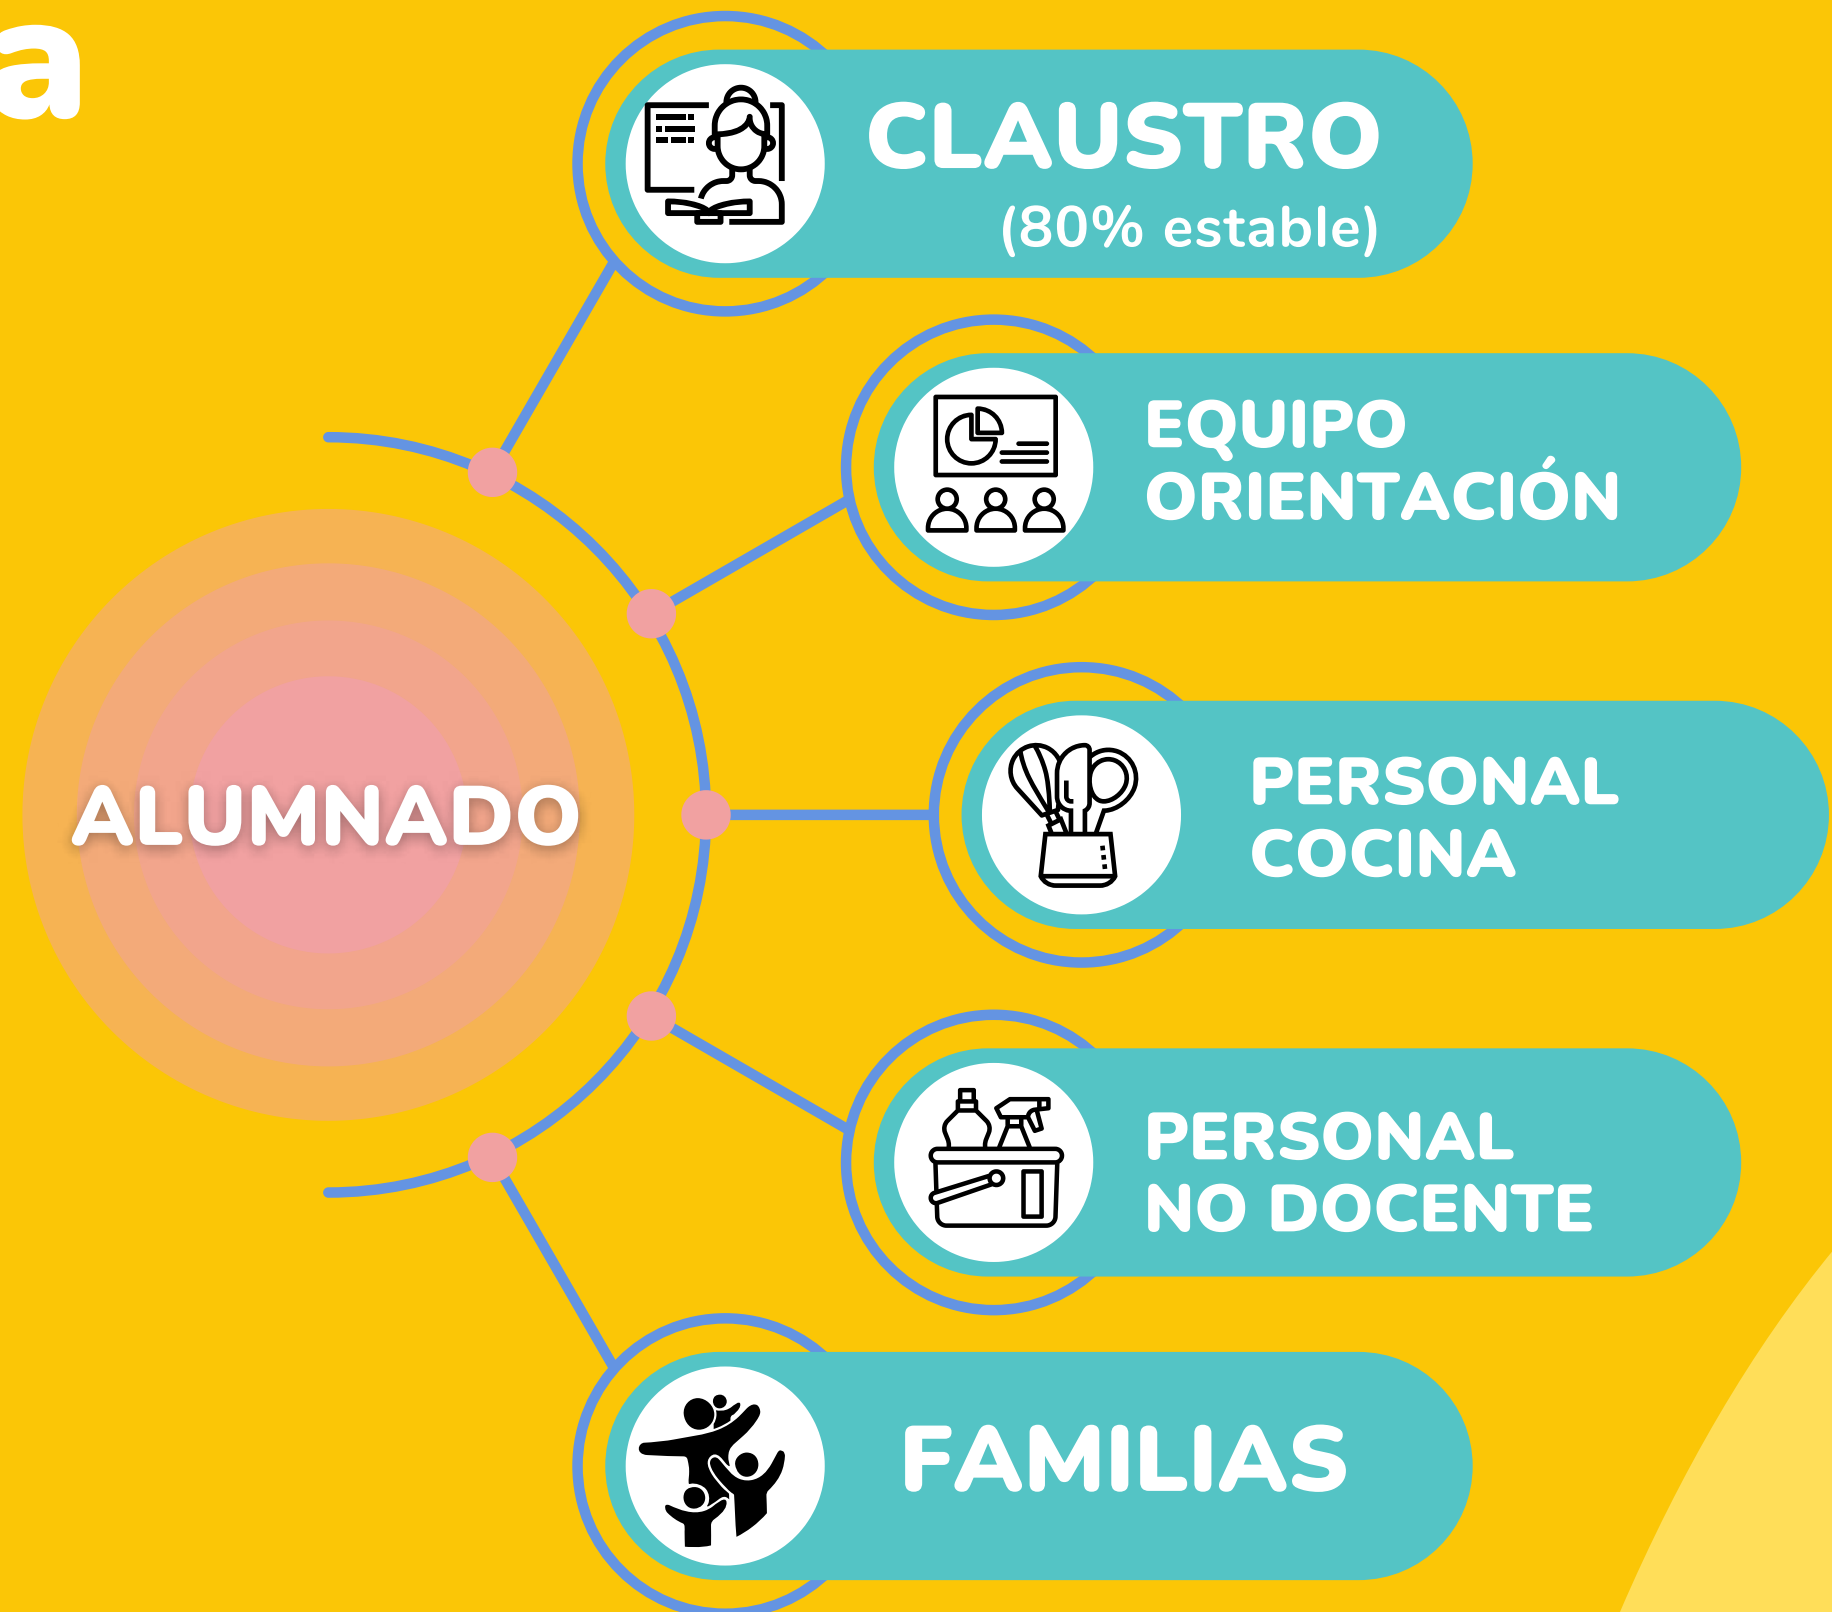 a
CLAUSTRO
(80% estable)
EQUIPO
ORIENTACIÓN
ALUMNADO
PERSONAL
COCINA
PERSONAL
NO DOCENTE
FAMILIAS